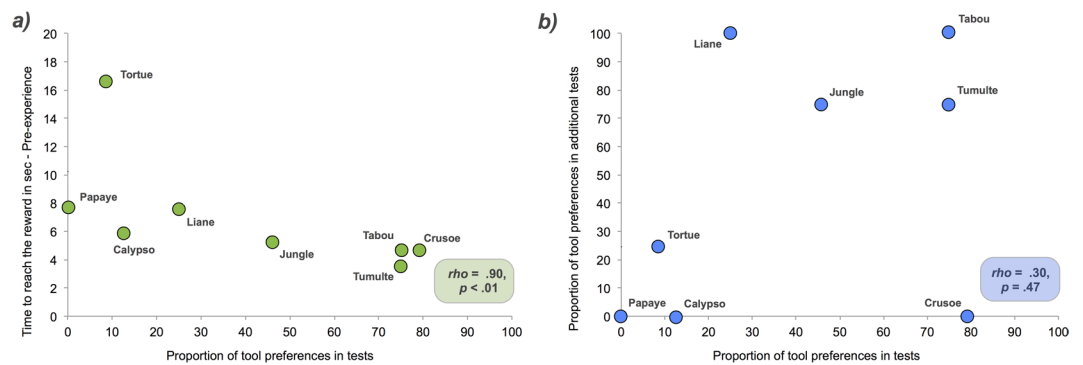 a)
Time to reach the reward in sec - Pre-experience
20
18
16
14
12
10
8
6
4
2
0
Tortue
Papaye
Calypso
Liane
Jungle
Tabou
Crusoe
Tumulte
rho = .90,
p < .01
0 10 20 30 40 50 60 70 80 90 100
Proportion of tool preferences in tests
b)
Proportion of tool preferences in additional tests
100
90
80
70
60
50
40
30
20
10
0
Tabou
Liane
Jungle
Tumulte
Tortue
Papaye
Calypso
Crusoe
rho = .30,
p = .47
0 10 20 30 40 50 60 70 80 90 100
Proportion of tool preferences in tests